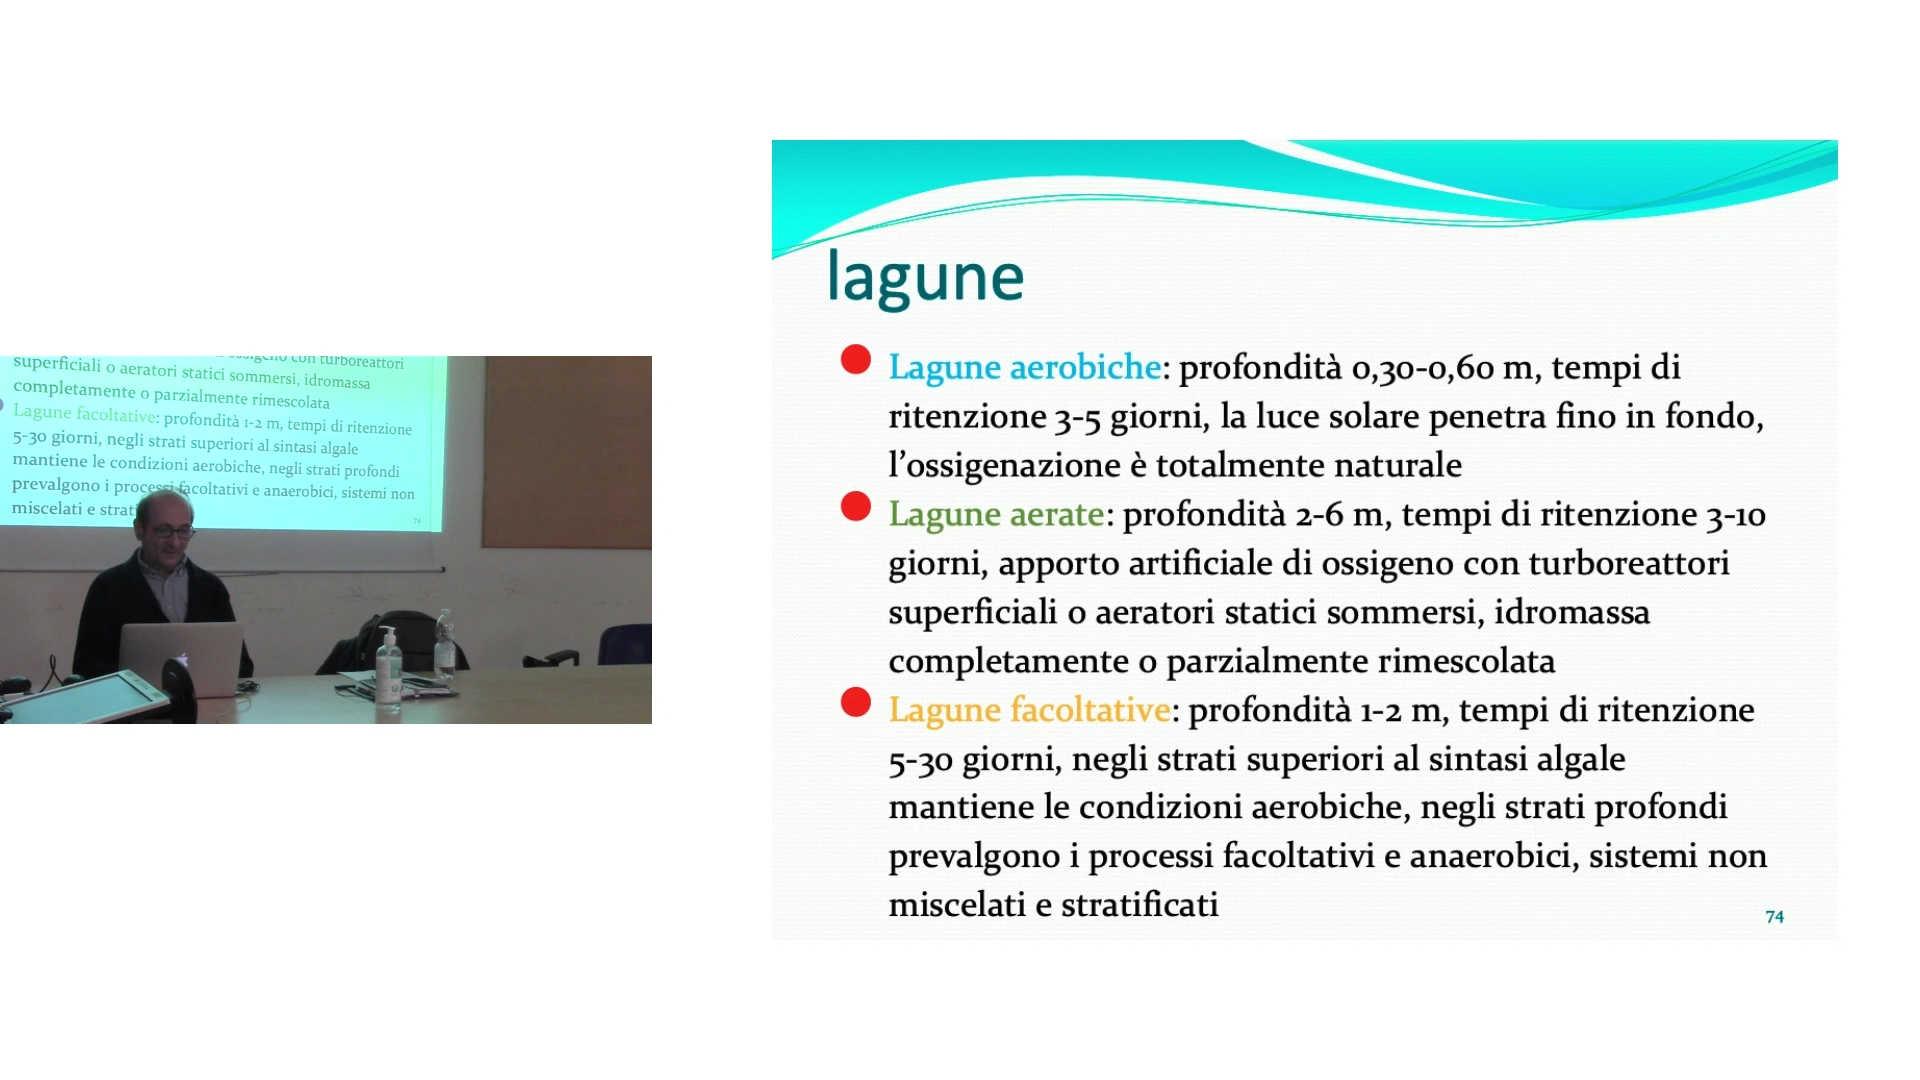 ossigeno con turboreattori
superficiali o aeratori statici sommersi, idromassa
completamente o parzialmente rimescolata
Lagune facoltative: profondità 1-2 m, tempi di ritenzione
5-30 giorni, negli strati superiori al sintasi algale
mantiene le condizioni aerobiche, negli strati profondi
prevalgono i processi facoltativi e anaerobici, sistemi non
miscelati e strati
74
lagune
Lagune aerobiche: profondità 0,30-0,60 m, tempi di
ritenzione 3-5 giorni, la luce solare penetra fino in fondo,
l’ossigenazione è totalmente naturale
Lagune aerate: profondità 2-6 m, tempi di ritenzione 3-10
giorni, apporto artificiale di ossigeno con turboreattori
superficiali o aeratori statici sommersi, idromassa
completamente o parzialmente rimescolata
Lagune facoltative: profondità 1-2 m, tempi di ritenzione
5-30 giorni, negli strati superiori al sintasi algale
mantiene le condizioni aerobiche, negli strati profondi
prevalgono i processi facoltativi e anaerobici, sistemi non
miscelati e stratificati
74